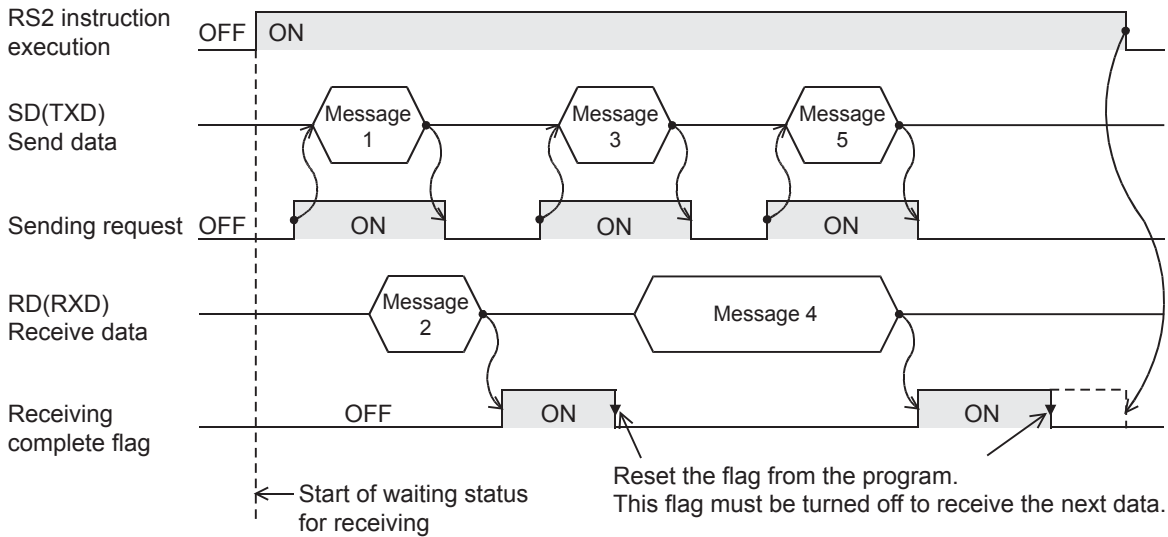 RS2 instruction
execution
OFF
ON
SD(TXD)
Send data
Message
1
Message
3
Message
5
Sending request
OFF
ON
ON
ON
RD(RXD)
Receive data
Message
2
Message 4
Receiving
complete flag
OFF
ON
ON
Start of waiting status
for receiving
Reset the flag from the program.
This flag must be turned off to receive the next data.